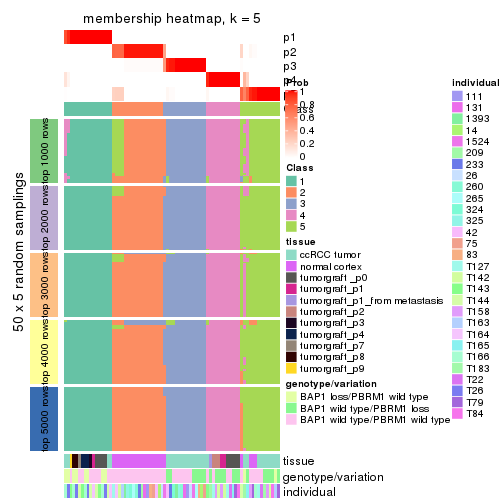 membership heatmap, k = 5
p1
p2
p3
p4
Prob
1
0.8
0.6
0.4
0.2
0
Class
1
2
3
4
5
50 x 5 random samplings
top 1000 rows
top 2000 rows
top 3000 rows
top 4000 rows
top 5000 rows
tissue
ccRCC tumor
normal cortex
tumorgraft_p0
tumorgraft_p1
tumorgraft_p1_from metastasis
tumorgraft_p2
tumorgraft_p3
tumorgraft_p4
tumorgraft_p7
tumorgraft_p8
tumorgraft_p9
genotype/variation
BAP1 loss/PBRM1 wild type
BAP1 wild type/PBRM1 loss
BAP1 wild type/PBRM1 wild type
tissue
genotype/variation
individual
individual
111
131
1393
14
1524
209
233
26
260
265
324
325
42
75
83
T127
T142
T143
T144
T158
T163
T164
T165
T166
T183
T22
T26
T79
T84